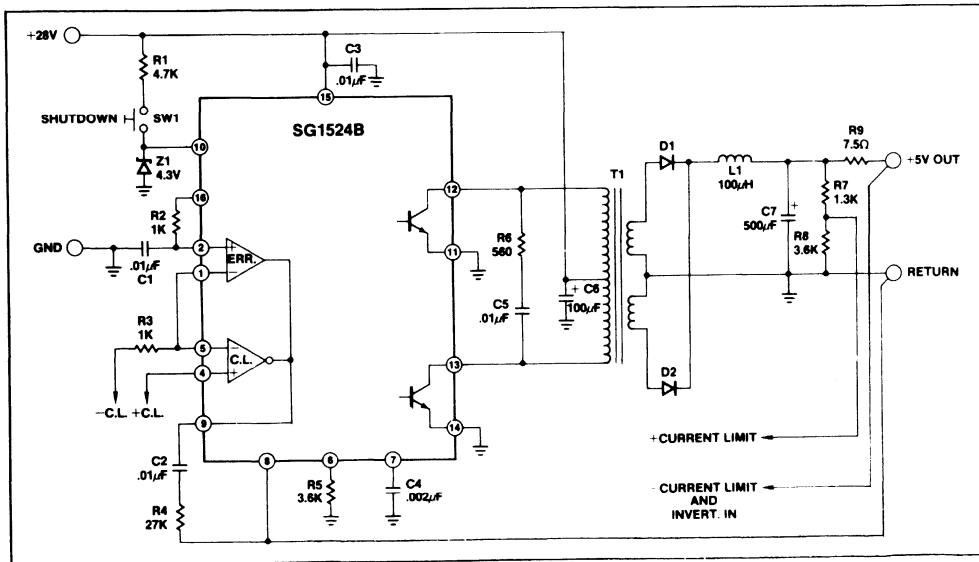 +28V
R1
4.7K
C3
.01µF
SHUTDOWN
SW1
15
SG1524B
10
Z1
4.3V
16
R2
1K
GND
.01µF
C1
2
+
ERR.
1
−
R3
1K
5
−
C.L.
4
+
−C.L. +C.L.
9
C2
.01µF
R4
27K
8
6
7
R5
3.6K
C4
.002µF
12
11
13
14
R6
560
C5
.01µF
+ C6
100µF
T1
D1
D2
L1
100µH
C7
+
500µF
R9
7.5Ω
+5V OUT
R7
1.3K
R8
3.6K
RETURN
+CURRENT LIMIT
- CURRENT LIMIT
AND
INVERT. IN